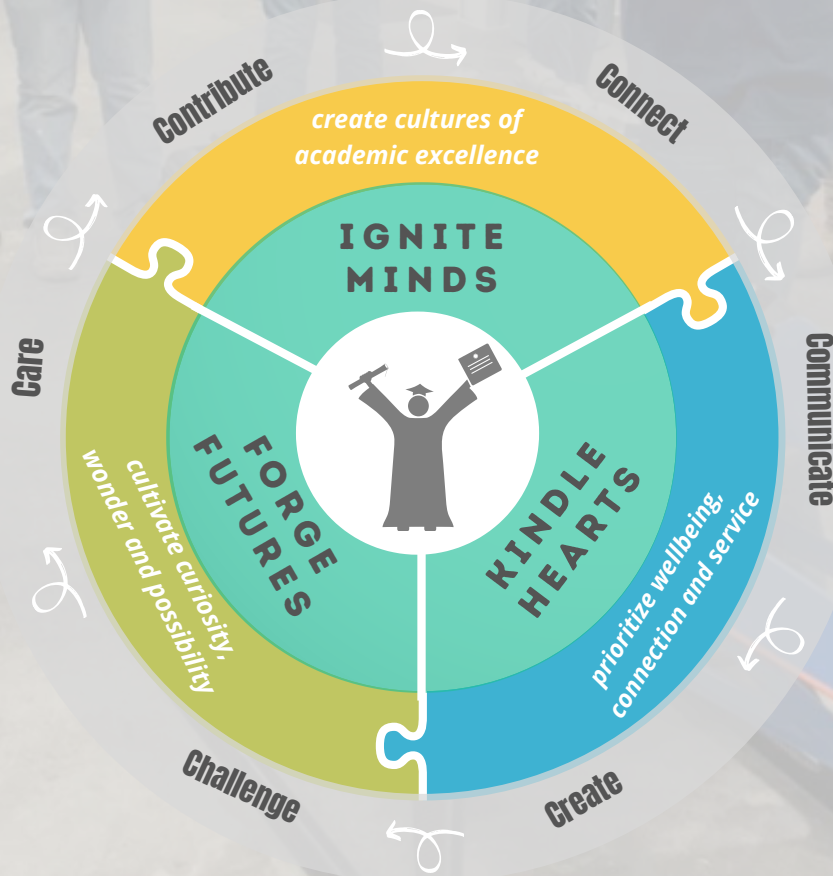 Contribute
Connect
create cultures of
academic excellence
IGNITE
MINDS
Care
Communicate
FORGE
FUTURES
cultivate curiosity,
wonder and possibility
KINDLE
HEARTS
prioritize wellbeing,
connection and service
Challenge
Create